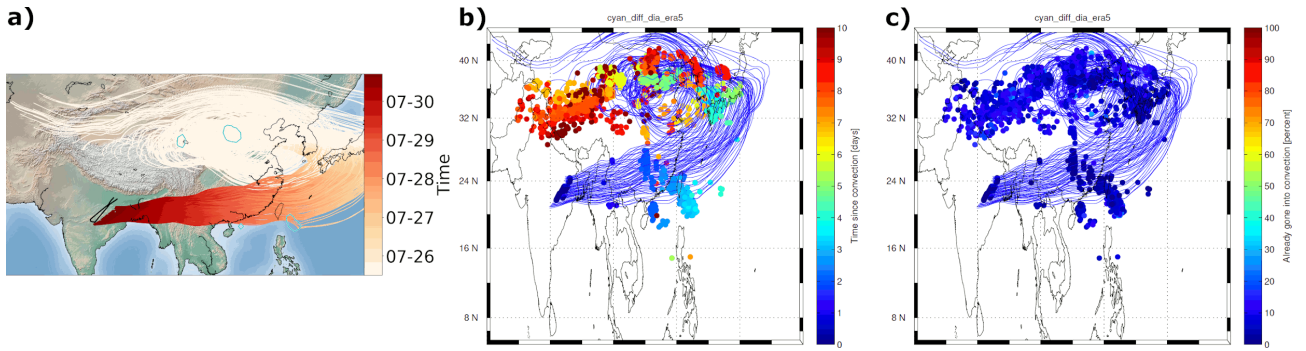 a)
07-30
07-29
07-28
07-27
07-26
Time
b)
cyan_diff_dia_era5
40 N
32 N
24 N
16 N
8 N
10
9
8
7
6
5
4
3
2
1
0
Time since convection [days]
c)
cyan_diff_dia_era5
40 N
32 N
24 N
16 N
8 N
100
90
80
70
60
50
40
30
20
10
0
Already gone into convection [percent]